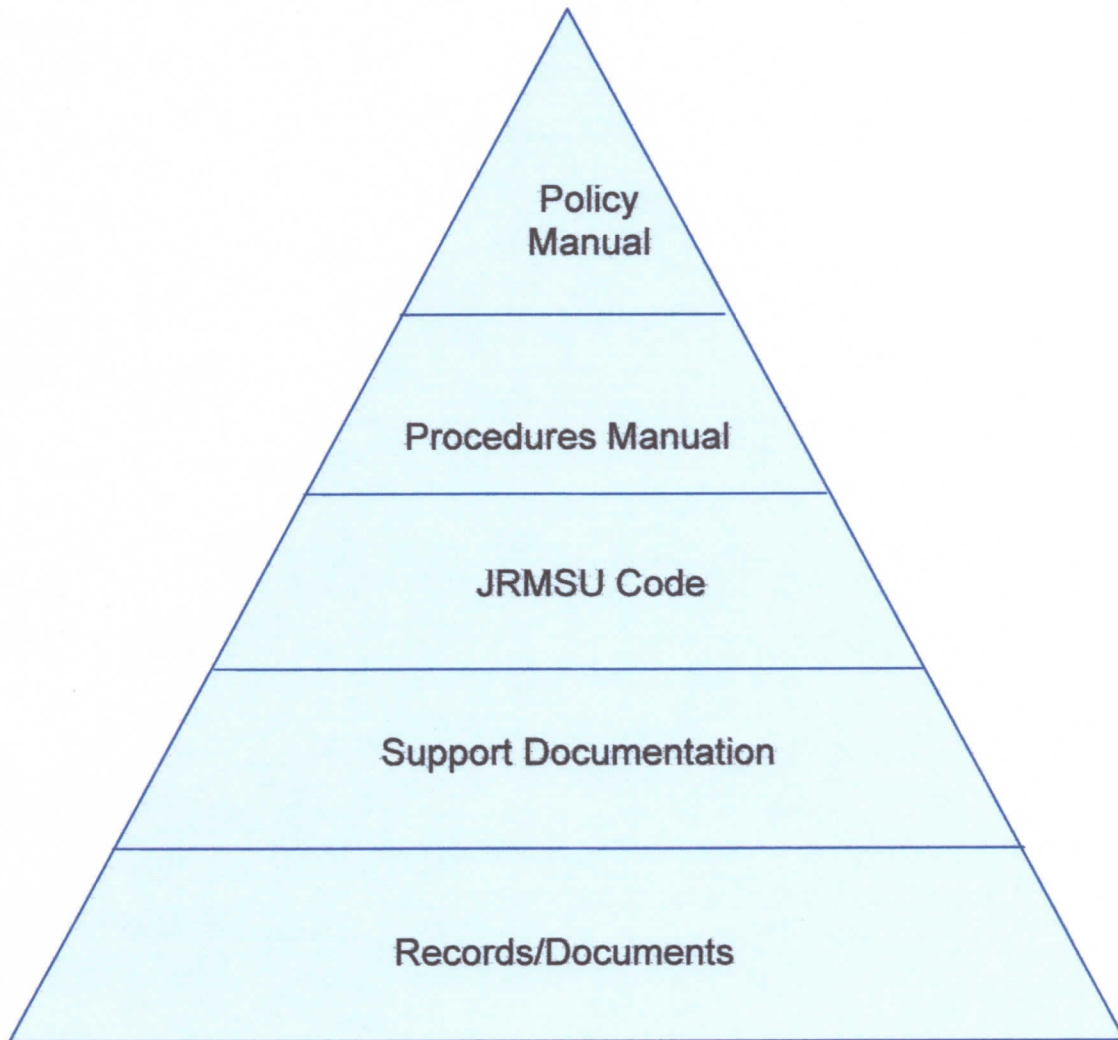 Policy
Manual
Procedures Manual
JRMSU Code
Support Documentation
Records/Documents